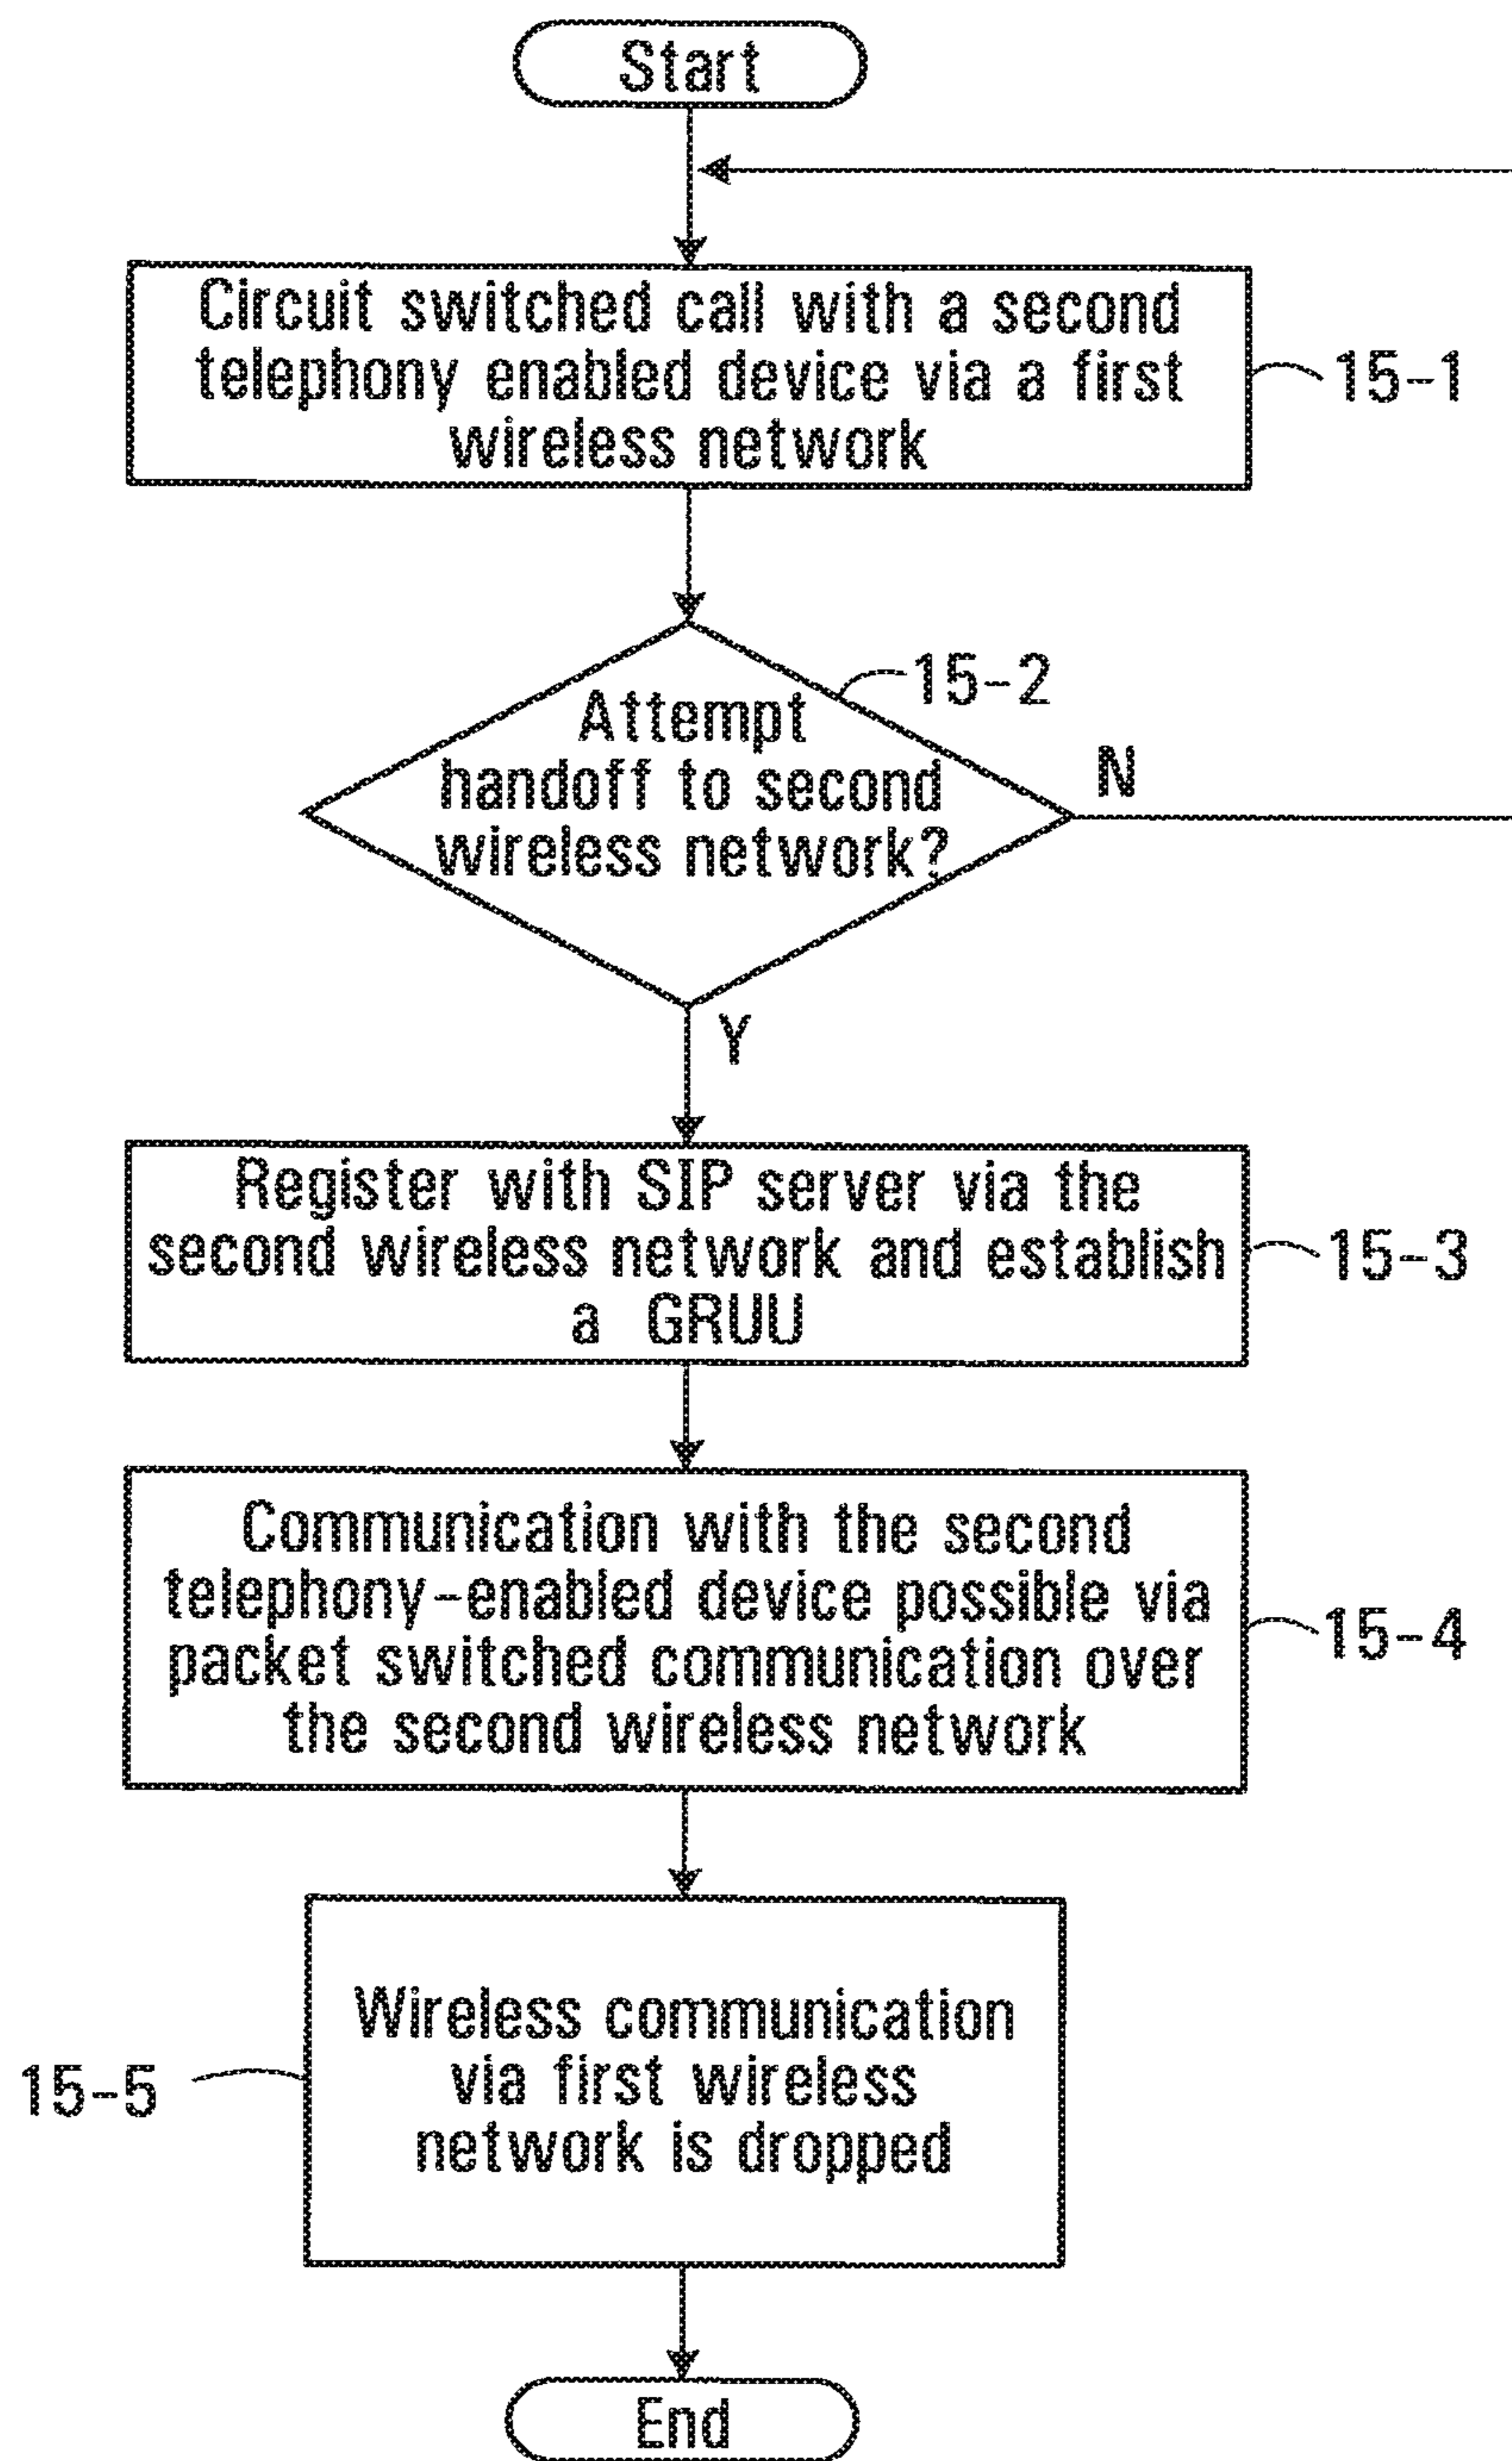 Start
Circuit switched call with a second
telephony enabled device via a first
wireless network
15-1
15-2
Attempt
handoff to second
wireless network?
N
Y
Register with SIP server via the
second wireless network and establish
a GRUU
15-3
Communication with the second
telephony-enabled device possible via
packet switched communication over
the second wireless network
15-4
Wireless communication
via first wireless
network is dropped
15-5
End